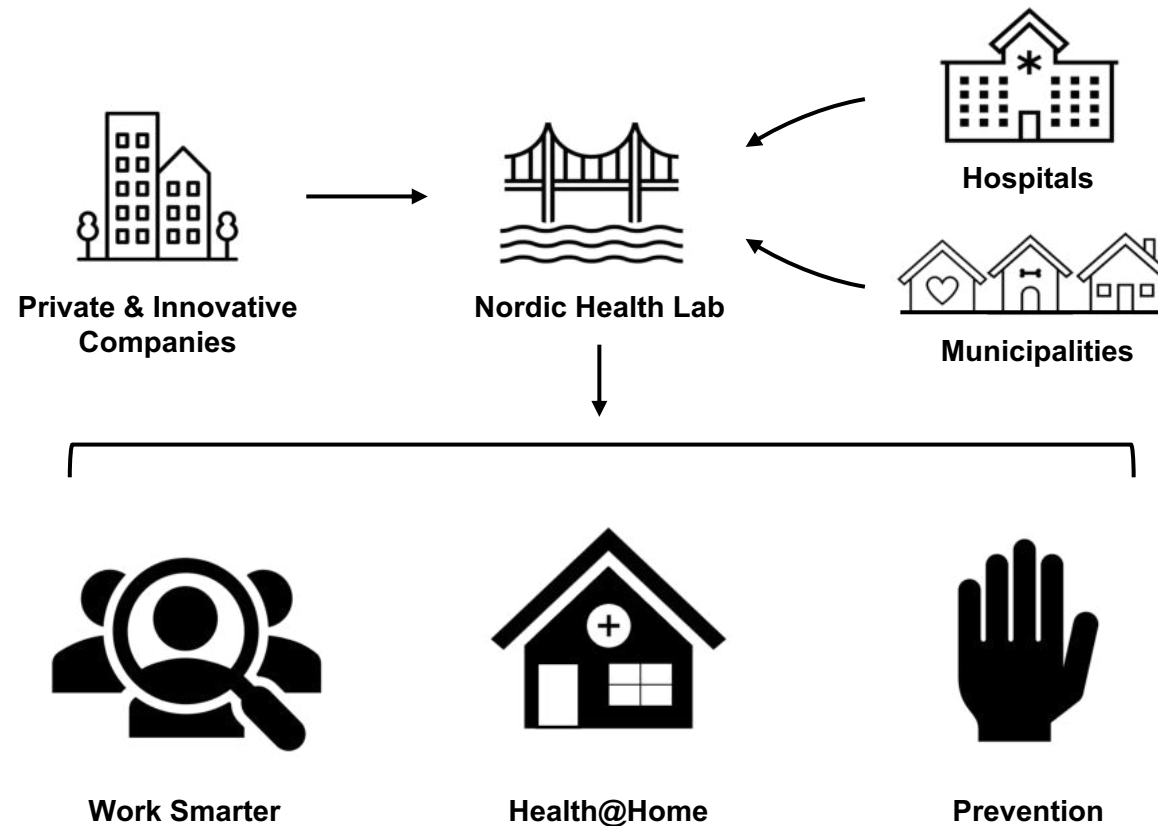 Hospitals
Private & Innovative
Companies
Nordic Health Lab
Municipalities
Work Smarter
Health@Home
Prevention